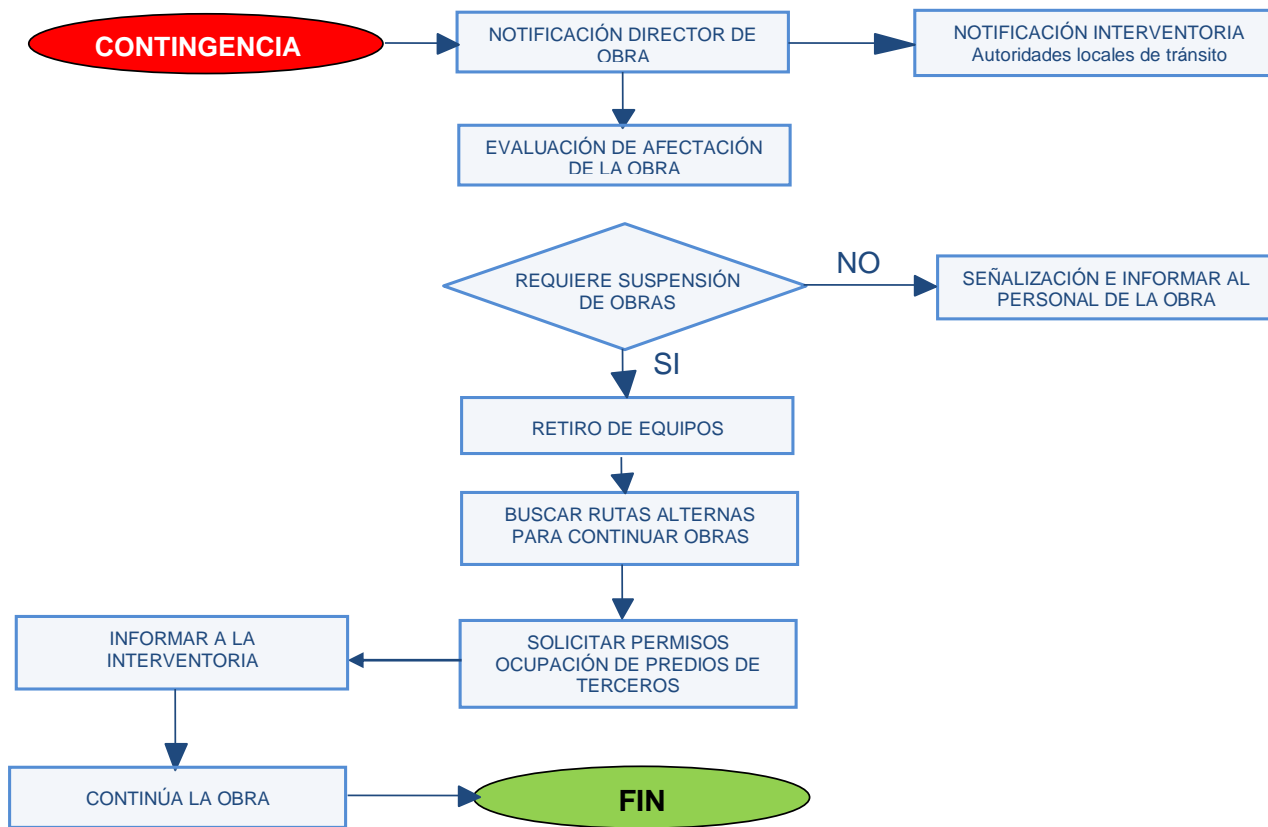 CONTINGENCIA
NOTIFICACIÓN DIRECTOR DE
OBRA
NOTIFICACIÓN INTERVENTORIA
Autoridades locales de tránsito
EVALUACIÓN DE AFECTACIÓN
DE LA OBRA
REQUIERE SUSPENSIÓN
DE OBRAS
NO
SEÑALIZACIÓN E INFORMAR AL
PERSONAL DE LA OBRA
SI
RETIRO DE EQUIPOS
BUSCAR RUTAS ALTERNAS
PARA CONTINUAR OBRAS
SOLICITAR PERMISOS
OCUPACIÓN DE PREDIOS DE
TERCEROS
INFORMAR A LA
INTERVENTORIA
CONTINÚA LA OBRA
FIN